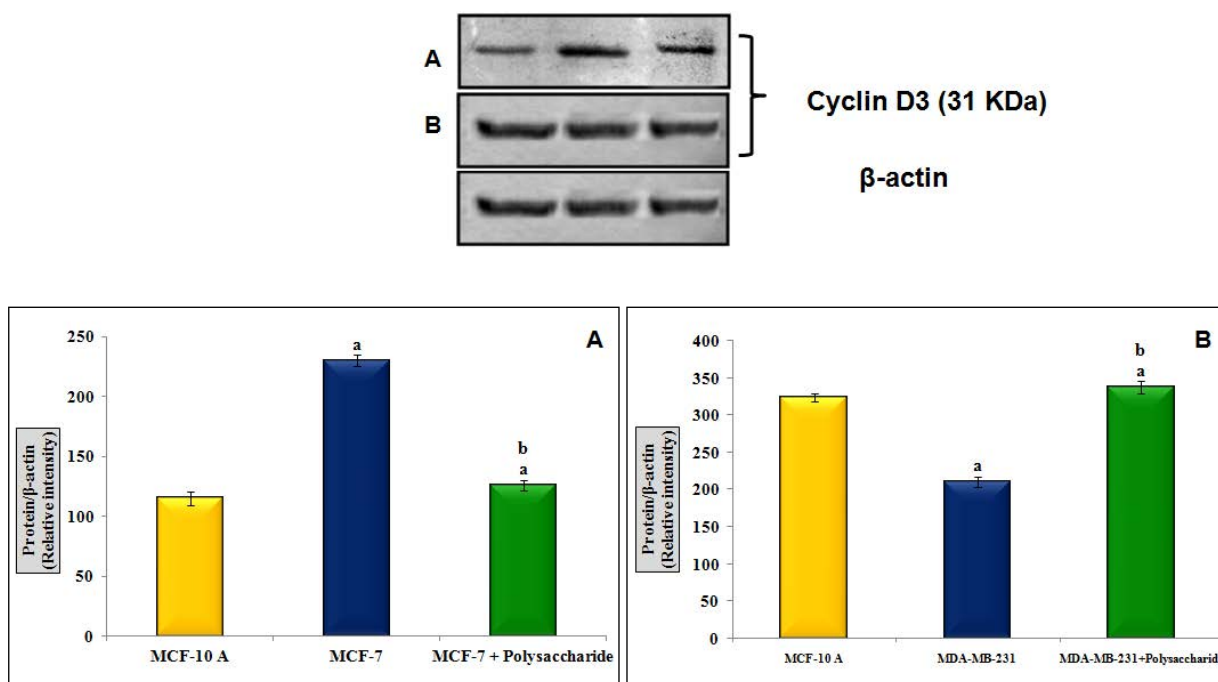 A
B
Cyclin D3 (31 KDa)
β-actin
A
Protein/β-actin
(Relative intensity)
250
200
150
100
50
0
a
b
a
MCF-10 A
MCF-7
MCF-7 + Polysaccharide
B
Protein/β-actin
(Relative intensity)
400
350
300
250
200
150
100
50
0
a
b
a
MCF-10 A
MDA-MB-231
MDA-MB-231+Polysaccharid